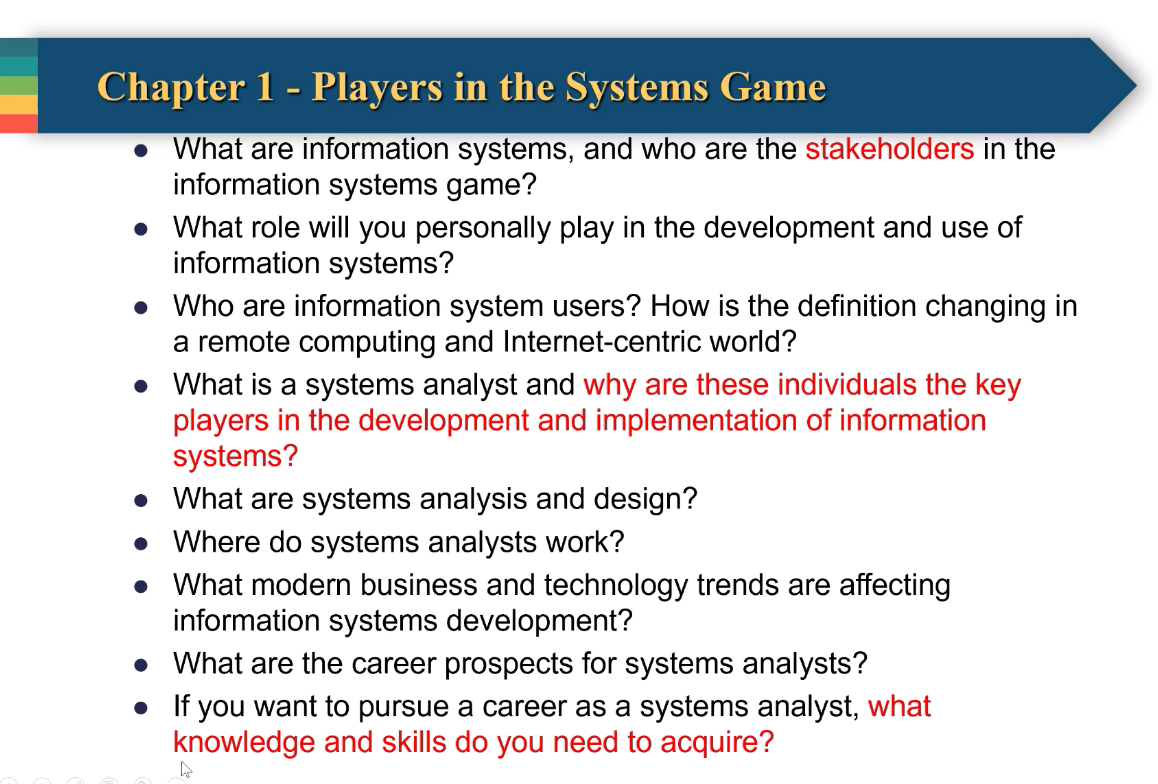 Chapter 1 - Players in the Systems Game
• What are information systems, and who are the stakeholders in the
information systems game?
• What role will you personally play in the development and use of
information systems?
• Who are information system users? How is the definition changing in
a remote computing and Internet-centric world?
• What is a systems analyst and why are these individuals the key
players in the development and implementation of information
systems?
• What are systems analysis and design?
• Where do systems analysts work?
• What modern business and technology trends are affecting
information systems development?
• What are the career prospects for systems analysts?
• If you want to pursue a career as a systems analyst, what
knowledge and skills do you need to acquire?